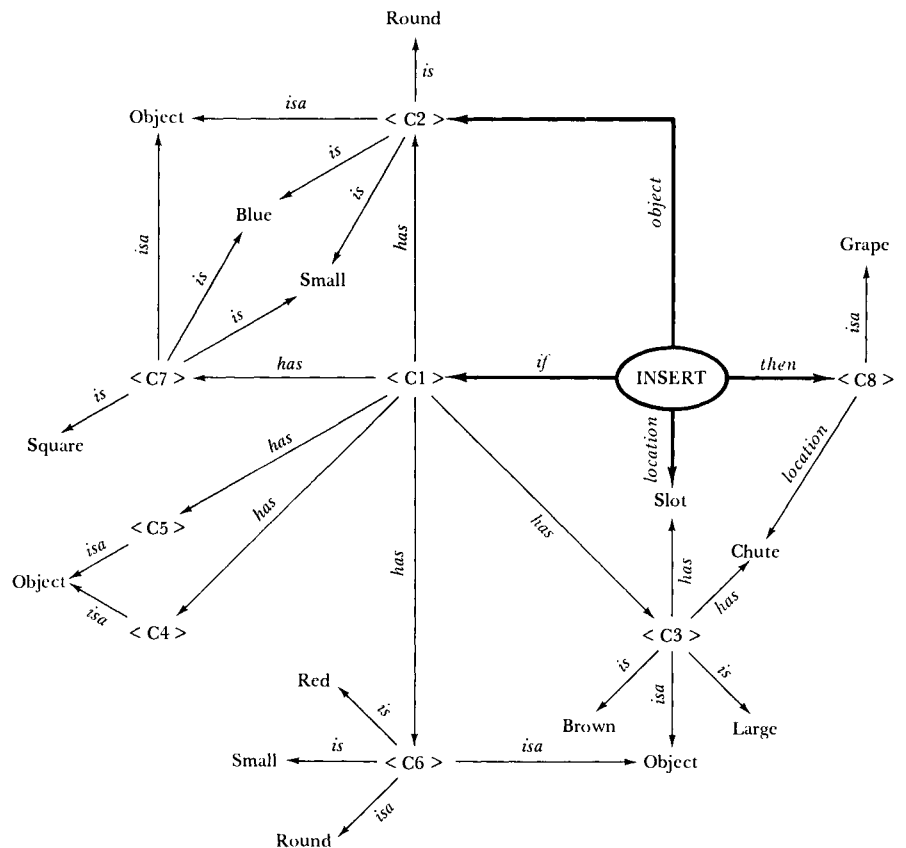 Round
is
Object
isa
< C2 >
is
is
object
Blue
isa
has
Small
Grape
is
is
isa
< C7 >
has
< C1 >
if
INSERT
then
< C8 >
is
Square
has
location
location
Slot
has
< C5 >
has
has
Chute
isa
has
has
Object
has
isa
< C4 >
< C3 >
Red
is
isa
is
is
Brown
Large
Small
is
< C6 >
isa
Object
isa
Round